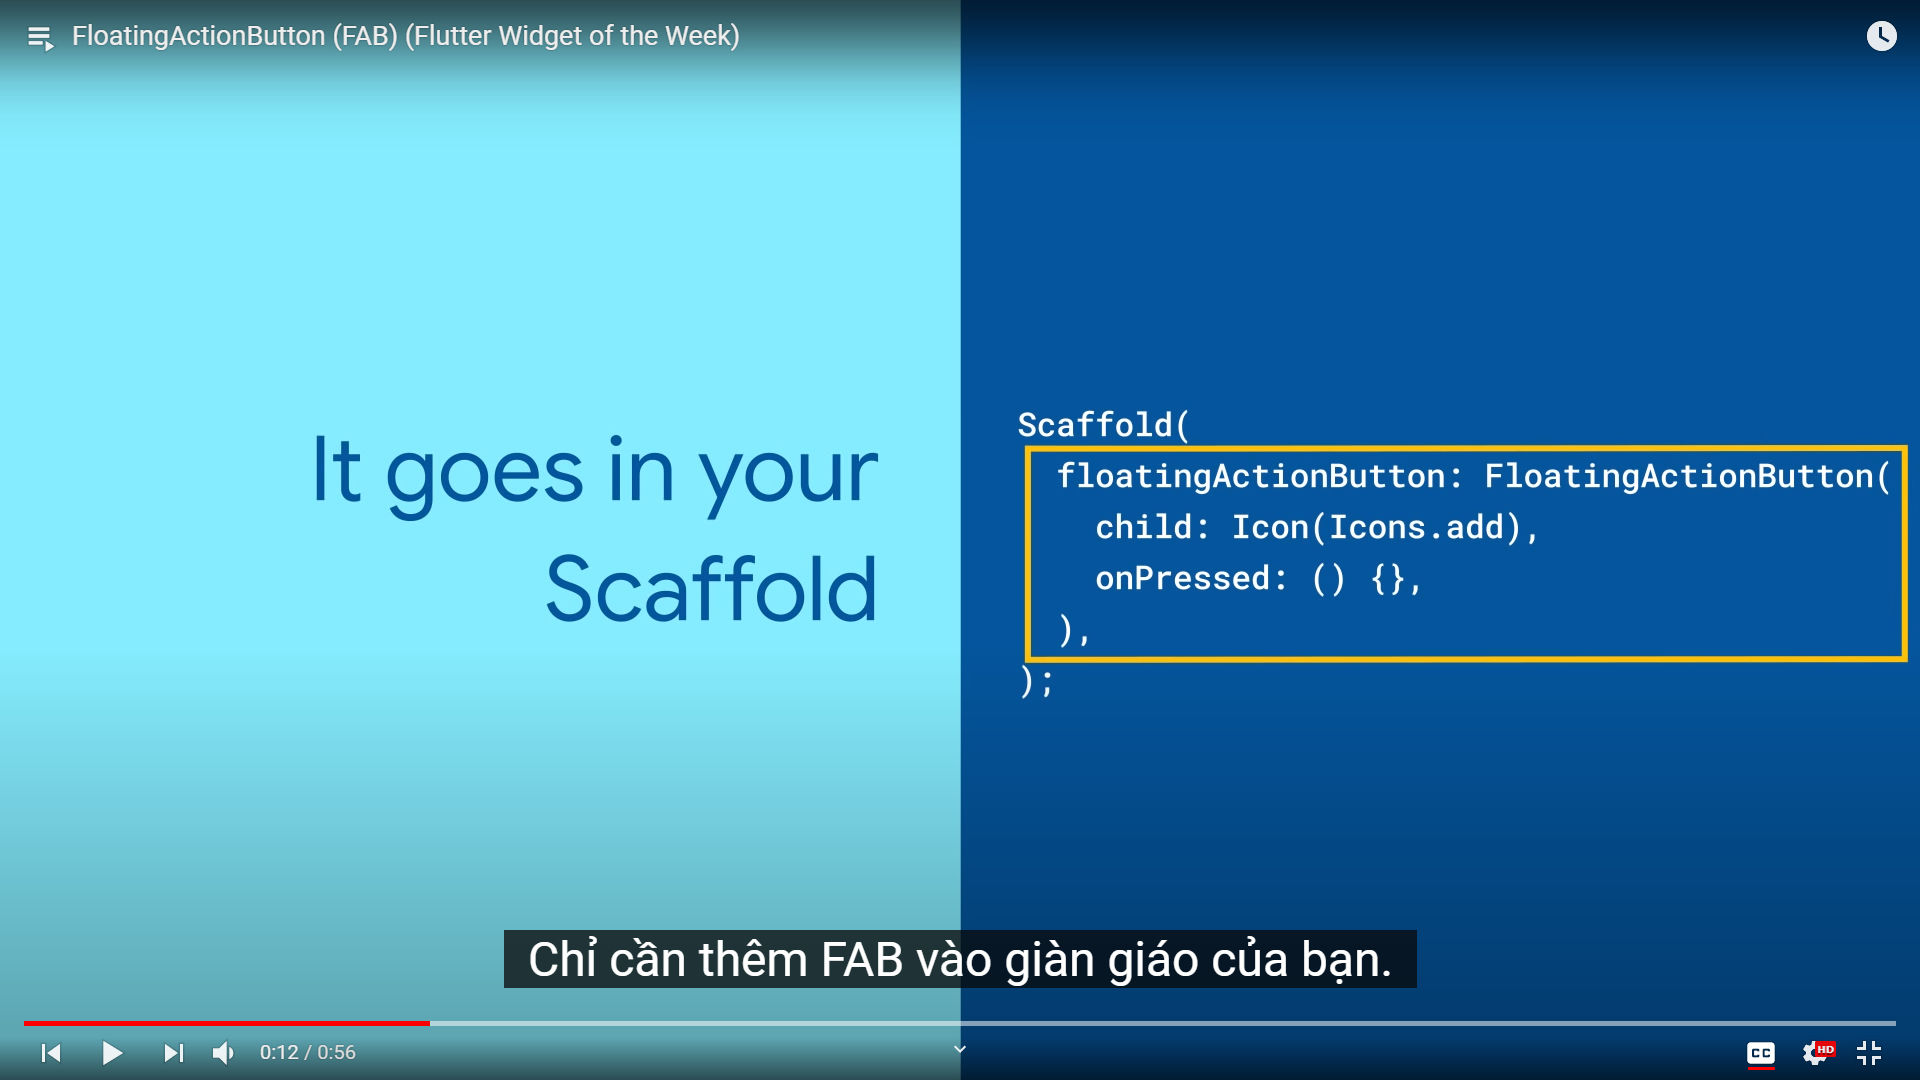 FloatingActionButton (FAB) (Flutter Widget of the Week)
It goes in your
Scaffold
Scaffold(
floatingActionButton: FloatingActionButton(
child: Icon(Icons.add),
onPressed: () {},
),
);
Chỉ cần thêm FAB vào giàn giáo của bạn.
0:12 / 0:56
CC
HD